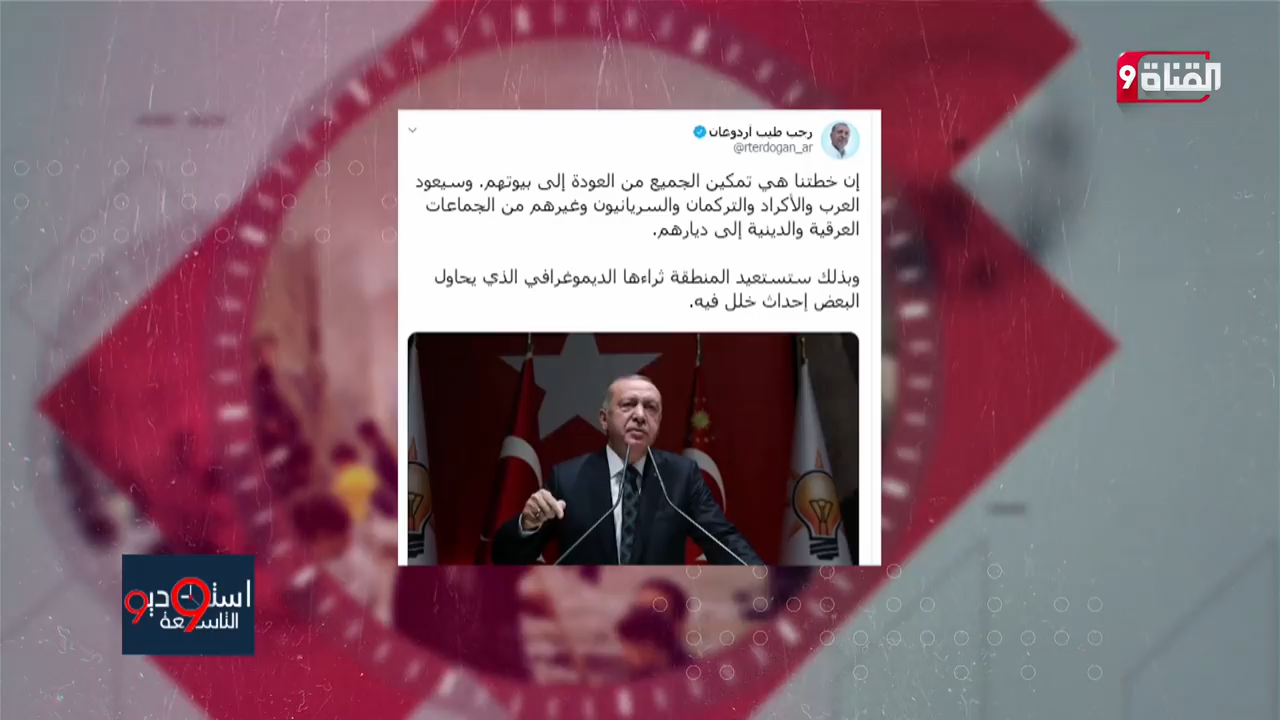 القناة 9
رجب طيب أردوغان
@rterdogan_ar
إن خطتنا هي تمكين الجميع من العودة إلى بيوتهم. وسيعود
العرب والأكراد والتركمان والسريانيون وغيرهم من الجماعات
العرقية والدينية إلى ديارهم.
وبذلك ستستعيد المنطقة ثراءها الديموغرافي الذي يحاول
البعض إحداث خلل فيه.
استوديو 9
التاسعة